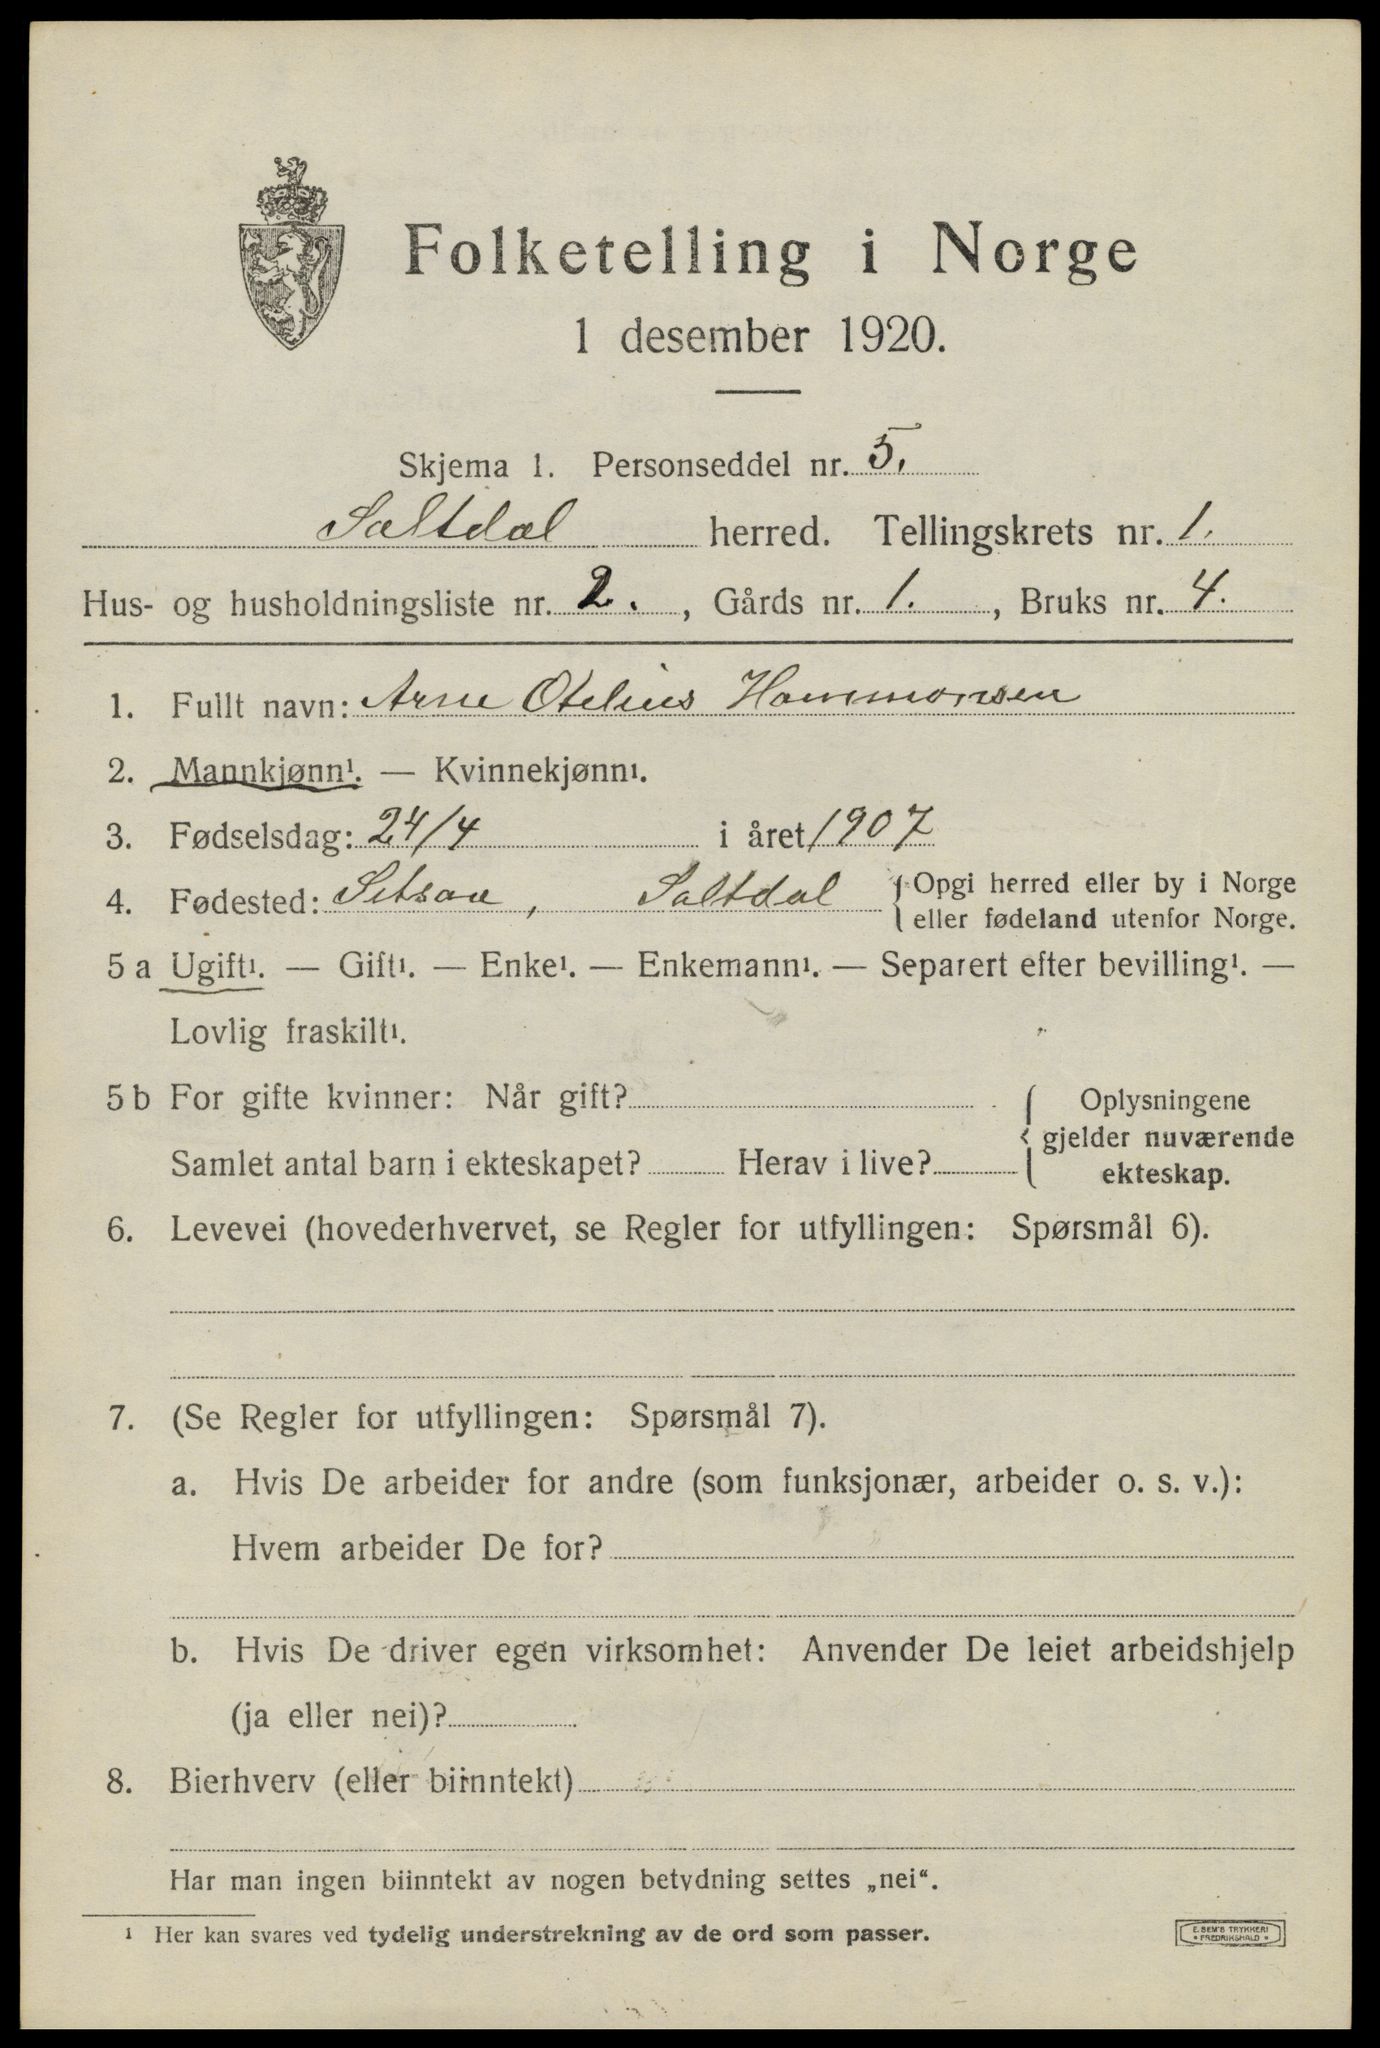 Folketelling i Norge
1 desember 1920.
Skjema 1. Personseddel nr. 5.
Saltdal herred. Tellingskrets nr. 1.
Hus- og husholdningsliste nr. 2., Gårds nr. 1., Bruks nr. 4.
1. Fullt navn: Arne Otelius Hammonsen
2. Mannkjønn¹. — Kvinnekjønn¹.
3. Fødselsdag: 24/4 i året 1907
4. Fødested: Setsaa, Saltdal { Opgi herred eller by i Norge
eller fødeland utenfor Norge.
5 a Ugift¹. — Gift¹. — Enke¹. — Enkemann¹. — Separert efter bevilling¹. —
Lovlig fraskilt¹.
5 b For gifte kvinner: Når gift?
Samlet antal barn i ekteskapet? Herav i live?
{ Oplysningene
gjelder nuværende
ekteskap.
6. Levevei (hovederhvervet, se Regler for utfyllingen: Spørsmål 6).
7. (Se Regler for utfyllingen: Spørsmål 7).
a. Hvis De arbeider for andre (som funksjonær, arbeider o. s. v.):
Hvem arbeider De for?
b. Hvis De driver egen virksomhet: Anvender De leiet arbeidshjelp
(ja eller nei)?
8. Bierhverv (eller biinntekt)
Har man ingen biinntekt av nogen betydning settes „nei“.
¹ Her kan svares ved tydelig understrekning av de ord som passer.
E. SEM'S TRYKKERI
* FREDRIKSHALD *